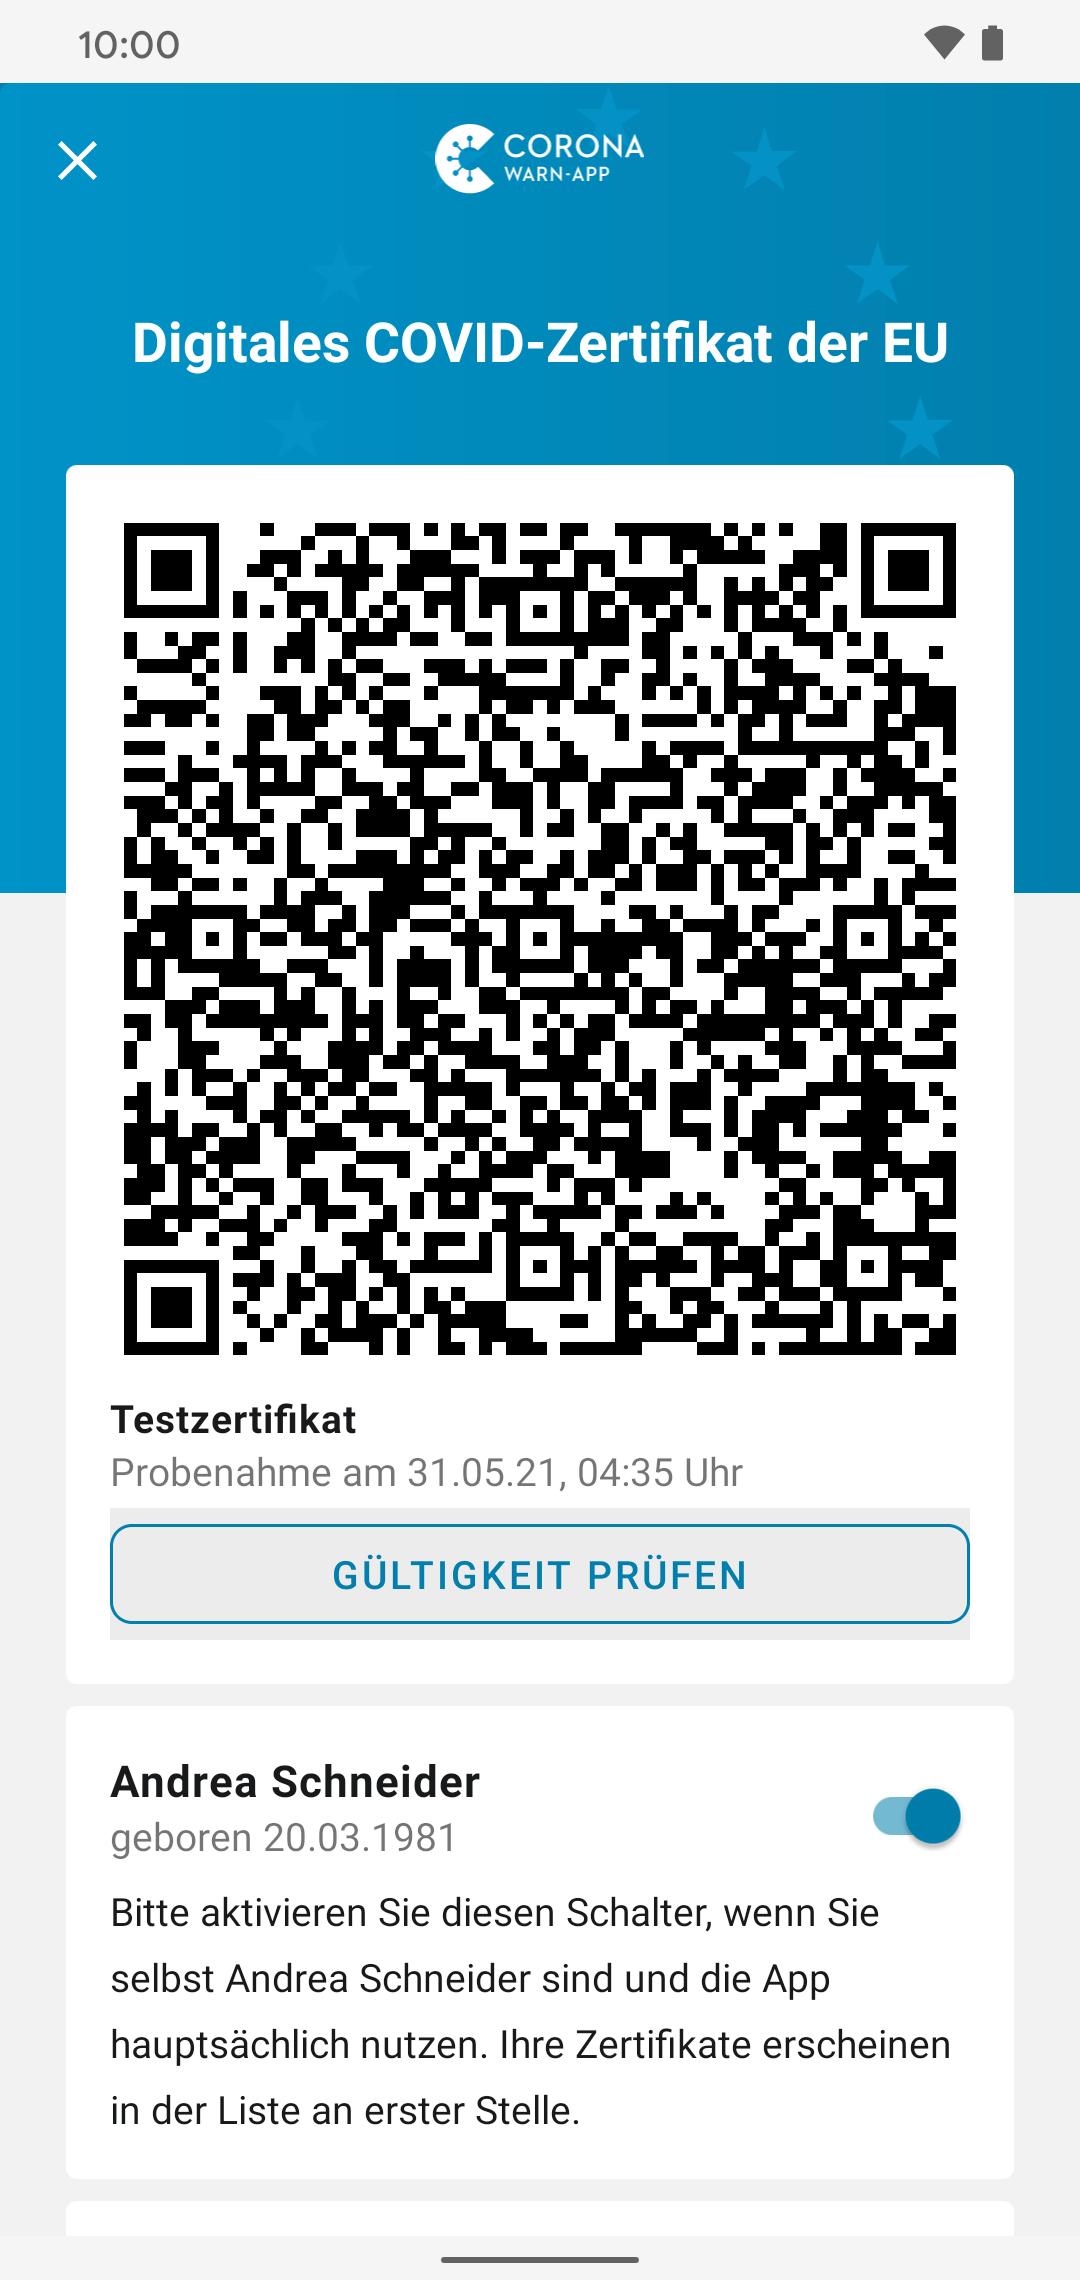 10:00
CORONA
WARN-APP
Digitales COVID-Zertifikat der EU
Testzertifikat
Probenahme am 31.05.21, 04:35 Uhr
GÜLTIGKEIT PRÜFEN
Andrea Schneider
geboren 20.03.1981
Bitte aktivieren Sie diesen Schalter, wenn Sie
selbst Andrea Schneider sind und die App
hauptsächlich nutzen. Ihre Zertifikate erscheinen
in der Liste an erster Stelle.